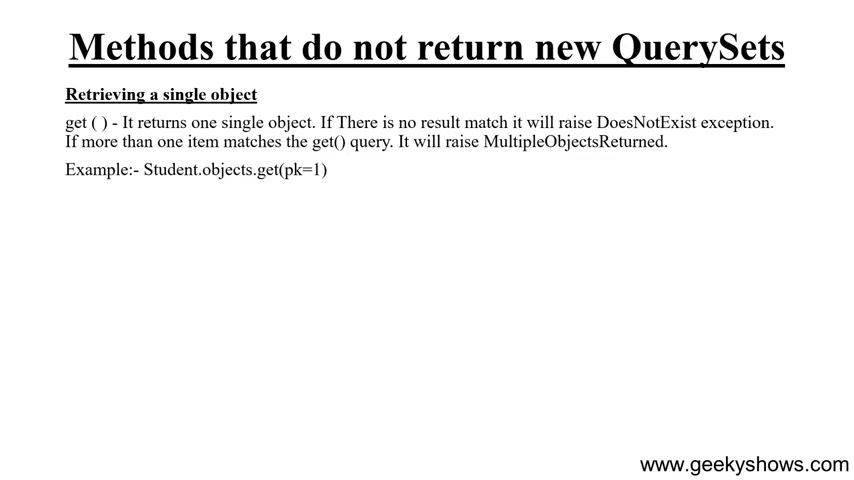 Methods that do not return new QuerySets
Retrieving a single object
get ( ) - It returns one single object. If There is no result match it will raise DoesNotExist exception.
If more than one item matches the get() query. It will raise MultipleObjectsReturned.
Example:- Student.objects.get(pk=1)
www.geekyshows.com